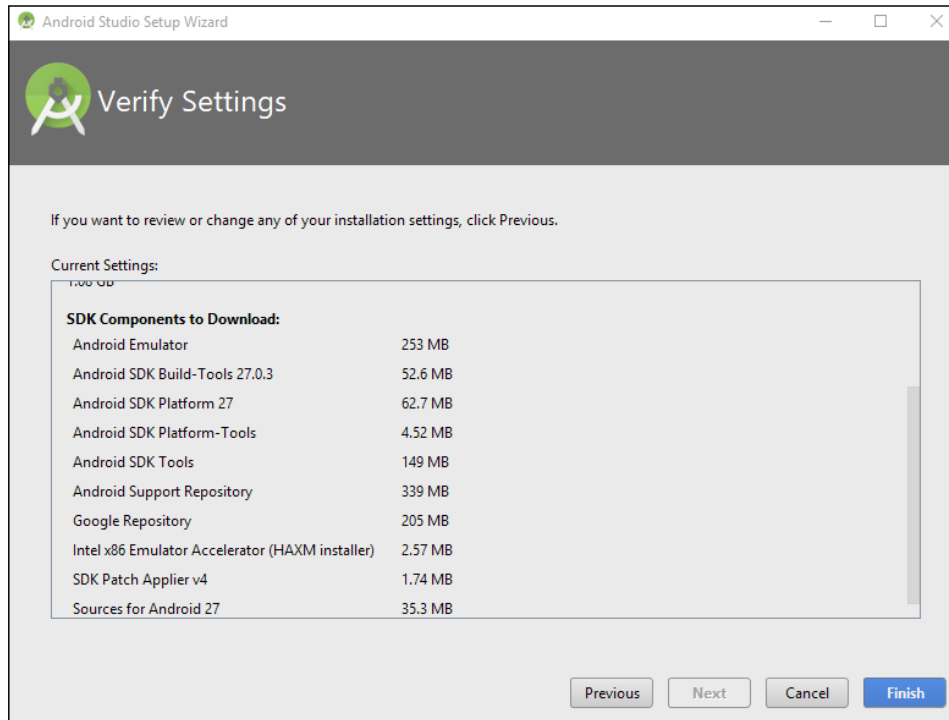 Android Studio Setup Wizard
Verify Settings
If you want to review or change any of your installation settings, click Previous.
Current Settings:
SDK Components to Download:
Android Emulator 253 MB
Android SDK Build-Tools 27.0.3 52.6 MB
Android SDK Platform 27 62.7 MB
Android SDK Platform-Tools 4.52 MB
Android SDK Tools 149 MB
Android Support Repository 339 MB
Google Repository 205 MB
Intel x86 Emulator Accelerator (HAXM installer) 2.57 MB
SDK Patch Applier v4 1.74 MB
Sources for Android 27 35.3 MB
Previous Next Cancel Finish